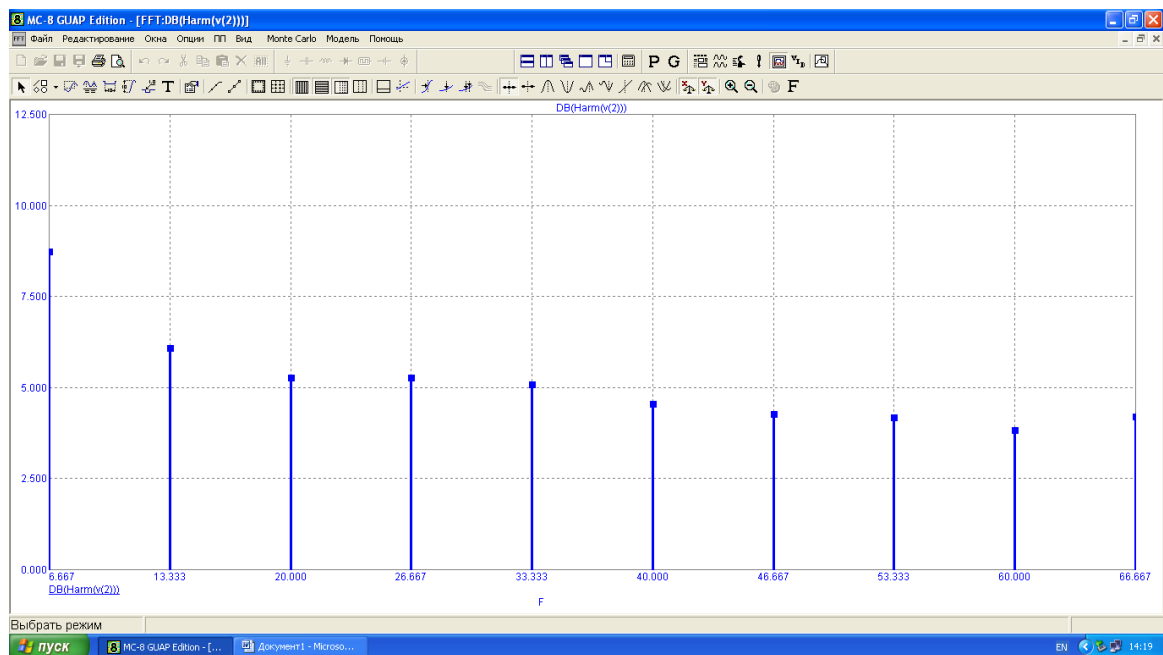 MC-8 GUAP Edition - [FFT:DB(Harm(v(2)))]
Файл Редактирование Окна Опции ПП Вид Monte Carlo Модель Помощь
DB(Harm(v(2)))
12.500
10.000
7.500
5.000
2.500
0.000
6.667 13.333 20.000 26.667 33.333 40.000 46.667 53.333 60.000 66.667
DB(Harm(v(2)))
F
Выбрать режим
пуск MC-8 GUAP Edition - [... Документ1 - Microso... EN 14:19